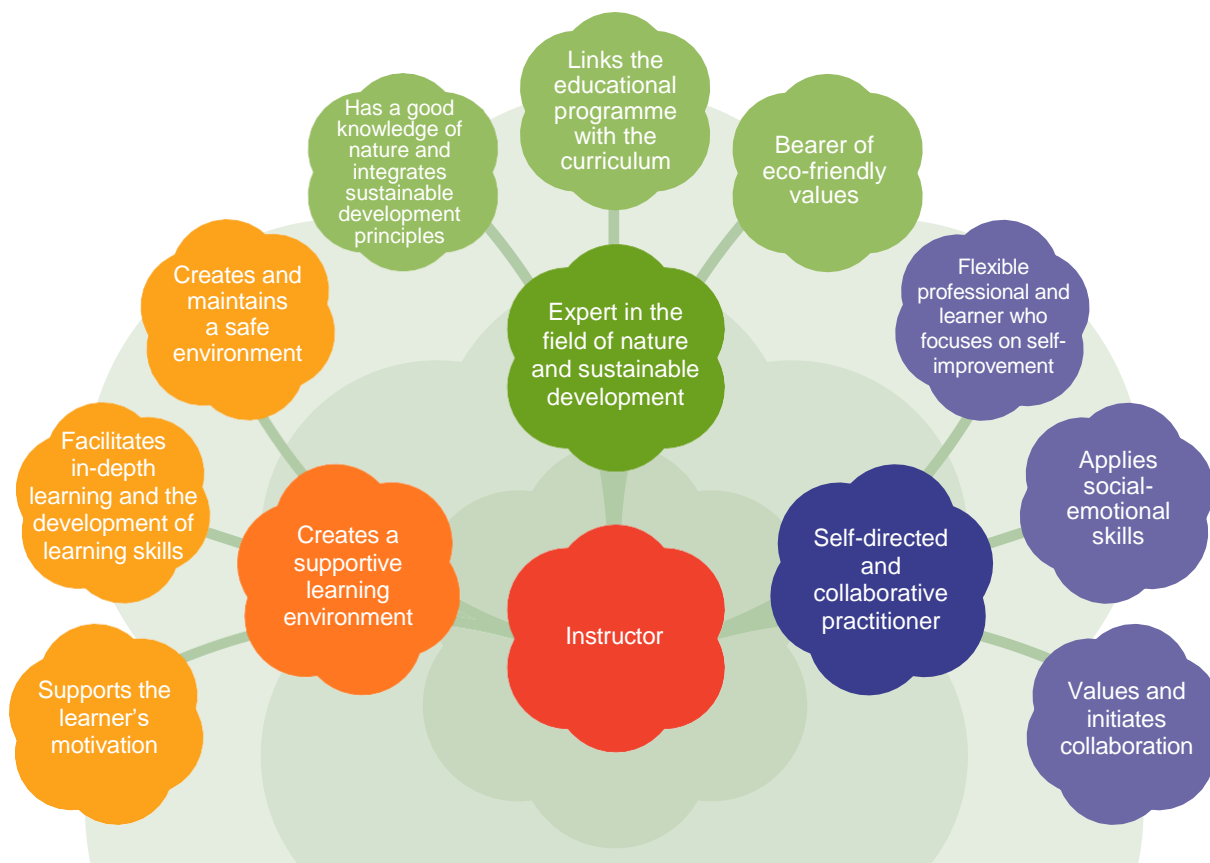 Links the
educational
programme
with the
curriculum
Has a good
knowledge of
nature and
integrates
sustainable
development
principles
Bearer of
eco-friendly
values
Creates and
maintains
a safe
environment
Expert in the
field of nature
and sustainable
development
Flexible
professional and
learner who
focuses on self-
improvement
Facilitates
in-depth
learning and the
development of
learning skills
Applies
social-
emotional
skills
Creates a
supportive
learning
environment
Instructor
Self-directed
and
collaborative
practitioner
Supports the
learner’s
motivation
Values and
initiates
collaboration